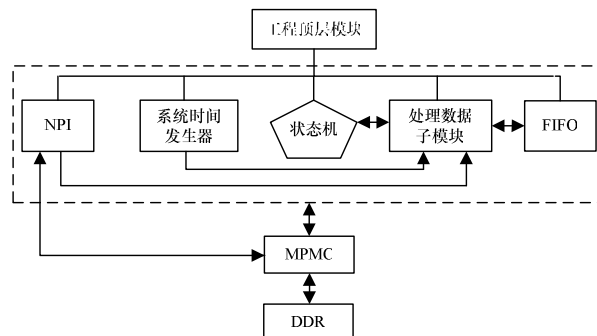 工程顶层模块
NPI
系统时间
发生器
状态机
处理数据
子模块
FIFO
MPMC
DDR